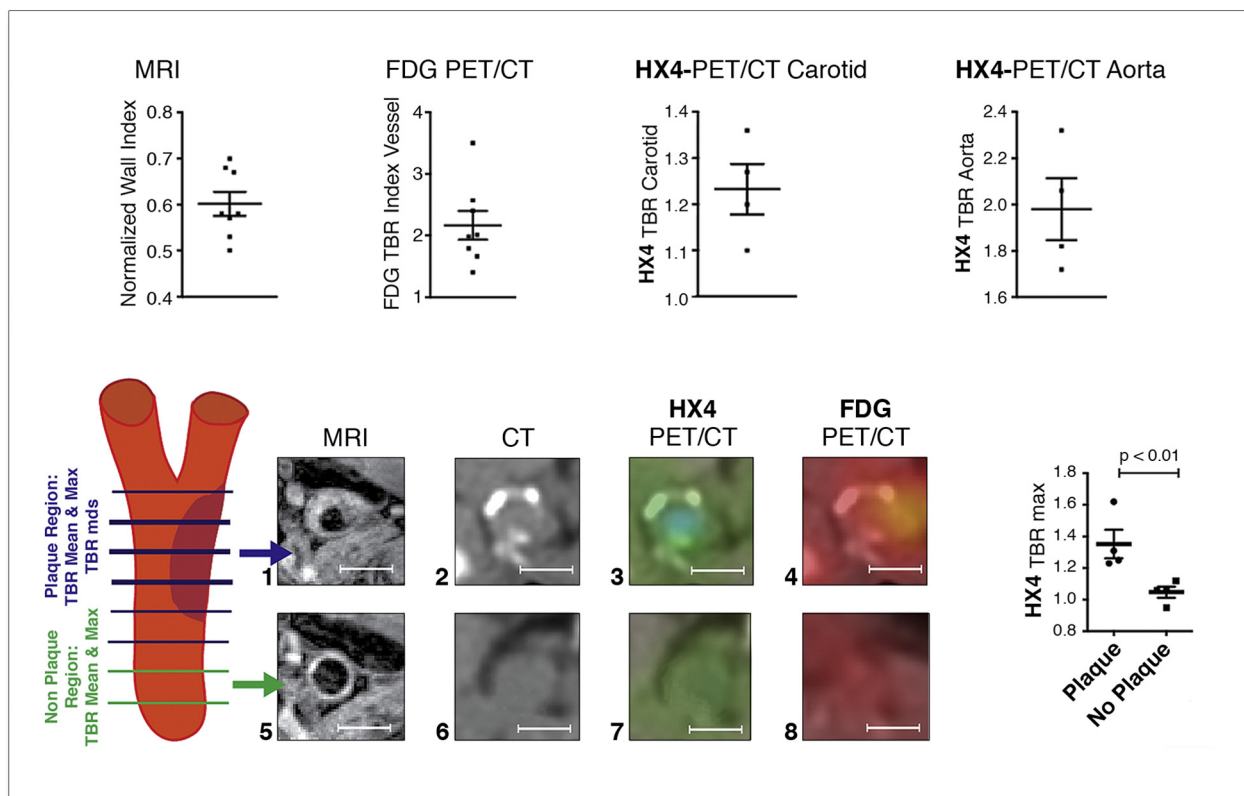 MRI
Normalized Wall Index
0.8
0.7
0.6
0.5
0.4
FDG PET/CT
FDG TBR Index Vessel
4
3
2
1
HX4-PET/CT Carotid
HX4 TBR Carotid
1.4
1.3
1.2
1.1
1.0
HX4-PET/CT Aorta
HX4 TBR Aorta
2.4
2.2
2.0
1.8
1.6
Plaque Region:
TBR Mean & Max
TBR mds
Non Plaque
Region:
TBR Mean & Max
MRI
CT
HX4
PET/CT
FDG
PET/CT
1
2
3
4
5
6
7
8
p < 0.01
HX4 TBR max
1.8
1.6
1.4
1.2
1.0
0.8
Plaque
No Plaque